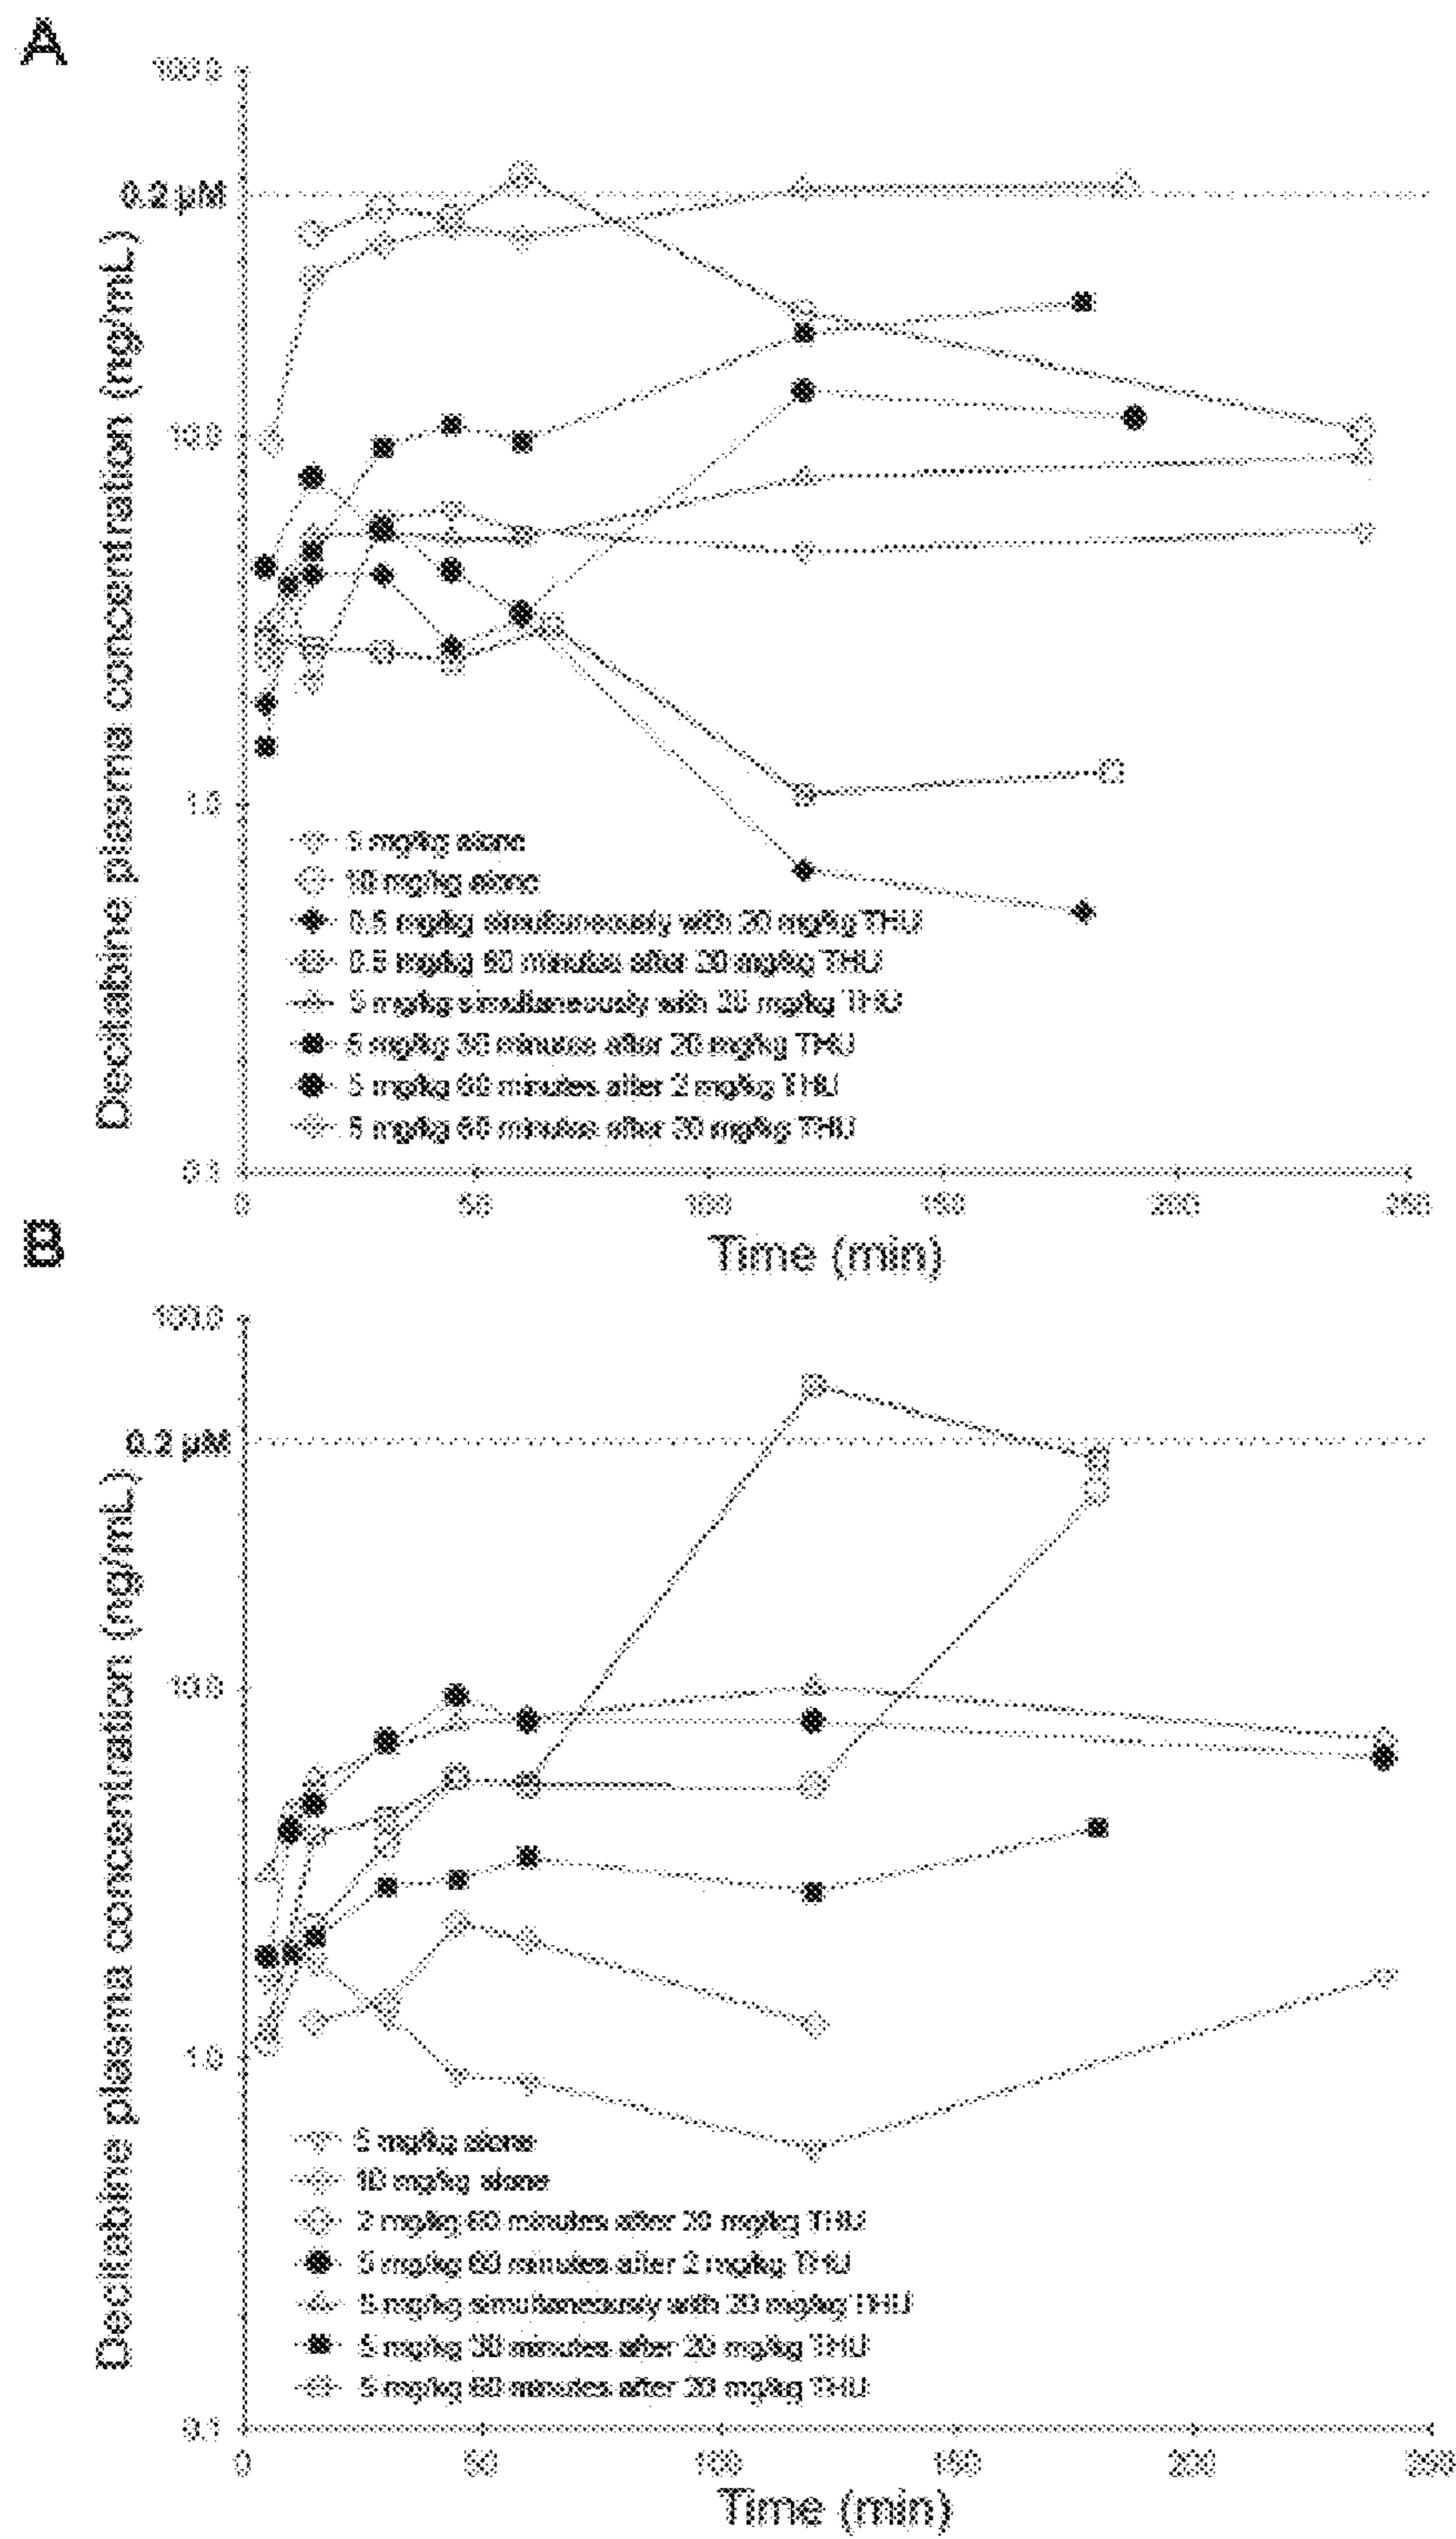 A
100.0
0.2 μM
10.0
1.0
0.1
Decitabine plasma concentration (ng/mL)
5 mg/kg alone
10 mg/kg alone
0.5 mg/kg simultaneously with 20 mg/kg THU
0.5 mg/kg 60 minutes after 20 mg/kg THU
5 mg/kg simultaneously with 20 mg/kg THU
5 mg/kg 30 minutes after 20 mg/kg THU
5 mg/kg 60 minutes after 2 mg/kg THU
5 mg/kg 60 minutes after 20 mg/kg THU
0 50 100 150 200 250
Time (min)
B
100.0
0.2 μM
10.0
1.0
0.1
Decitabine plasma concentration (ng/mL)
5 mg/kg alone
10 mg/kg alone
2 mg/kg 60 minutes after 20 mg/kg THU
5 mg/kg 60 minutes after 2 mg/kg THU
5 mg/kg simultaneously with 20 mg/kg THU
5 mg/kg 30 minutes after 20 mg/kg THU
5 mg/kg 60 minutes after 20 mg/kg THU
0 50 100 150 200 250
Time (min)